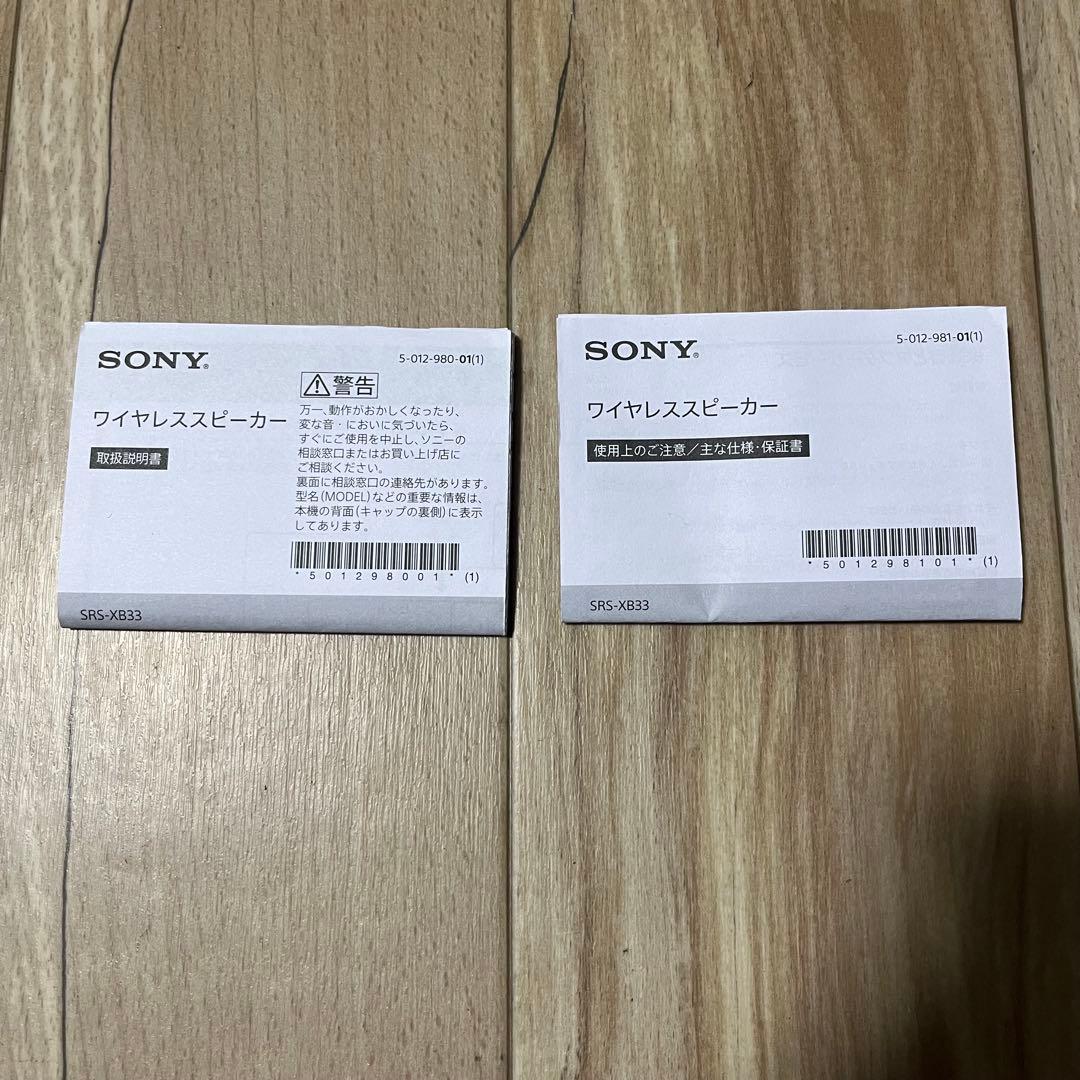 SONY®
5-012-980-01(1)
ワイヤレススピーカー
取扱説明書
⚠警告
万一、動作がおかしくなったり、
変な音・においに気づいたら、
すぐにご使用を中止し、ソニーの
相談窓口またはお買い上げ店に
ご相談ください。
裏面に相談窓口の連絡先があります。
型名(MODEL)などの重要な情報は、
本機の背面(キャップの裏側)に表示
してあります。
*501298001* (1)
SRS-XB33
SONY®
5-012-981-01(1)
ワイヤレススピーカー
使用上のご注意/主な仕様・保証書
*501298101* (1)
SRS-XB33